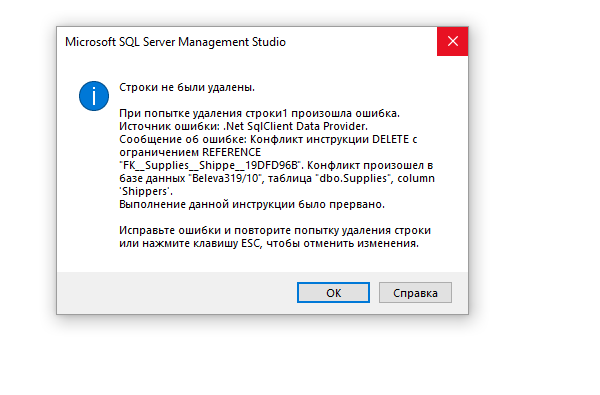 Microsoft SQL Server Management Studio
Строки не были удалены.
При попытке удаления строки1 произошла ошибка.
Источник ошибки: .Net SqlClient Data Provider.
Сообщение об ошибке: Конфликт инструкции DELETE с
ограничением REFERENCE
"FK__Supplies__Shippe__19DFD96B". Конфликт произошел в
базе данных "Beleva319/10", таблица "dbo.Supplies", column
'Shippers'.
Выполнение данной инструкции было прервано.
Исправьте ошибки и повторите попытку удаления строки
или нажмите клавишу ESC, чтобы отменить изменения.
OK
Справка